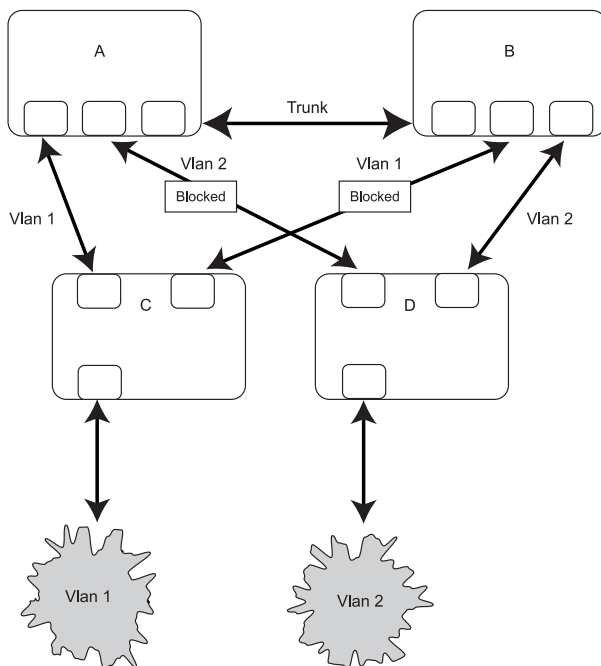 A
B
Trunk
Vlan 2
Vlan 1
Blocked
Blocked
Vlan 1
Vlan 2
C
D
Vlan 1
Vlan 2